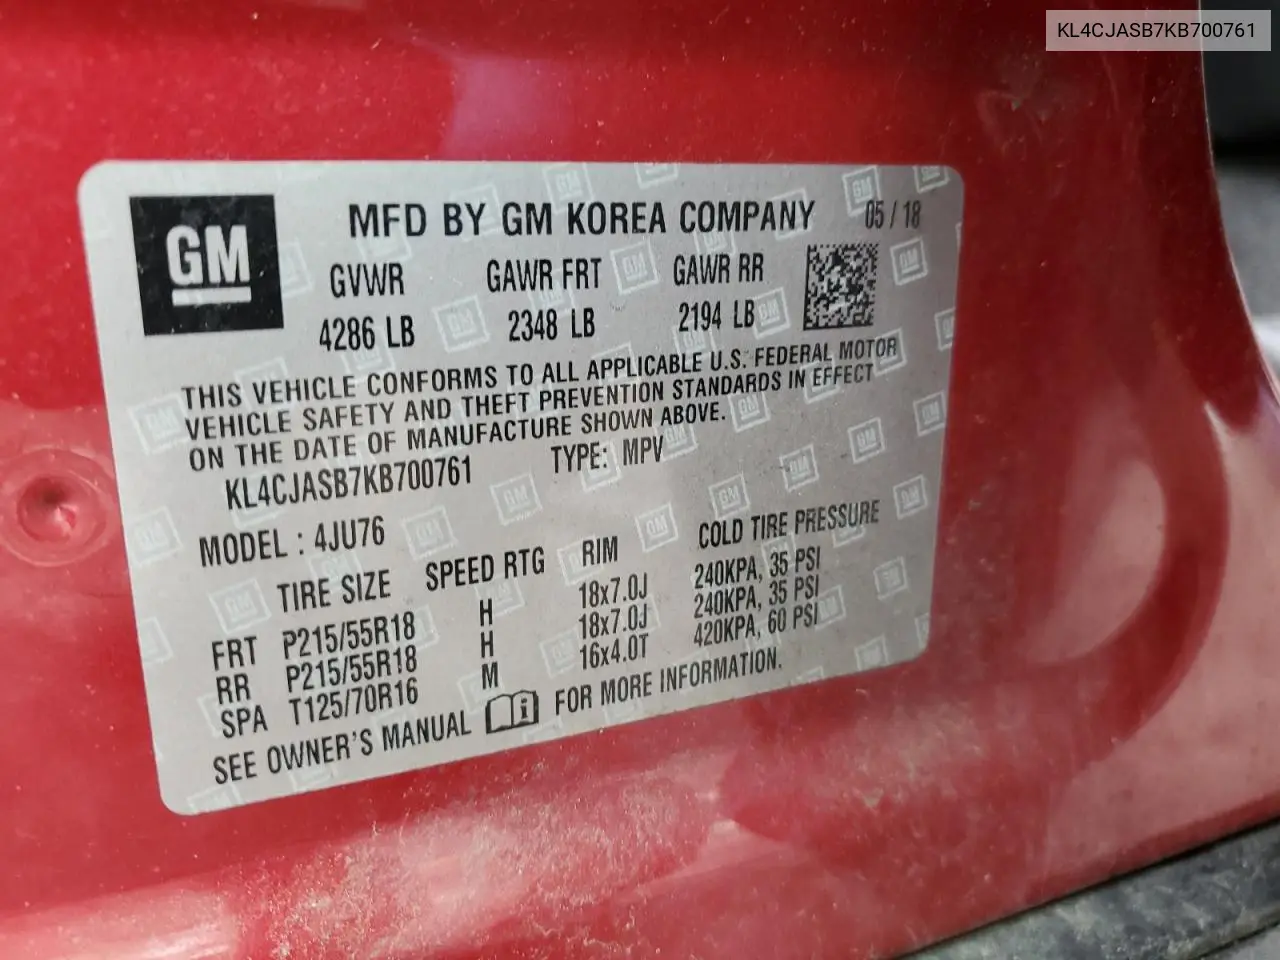 KL4CJASB7KB700761
GM
MFD BY GM KOREA COMPANY 05 / 18
GVWR GAWR FRT GAWR RR
4286 LB 2348 LB 2194 LB
THIS VEHICLE CONFORMS TO ALL APPLICABLE U.S. FEDERAL MOTOR
VEHICLE SAFETY AND THEFT PREVENTION STANDARDS IN EFFECT
ON THE DATE OF MANUFACTURE SHOWN ABOVE.
KL4CJASB7KB700761 TYPE: MPV
MODEL : 4JU76
TIRE SIZE SPEED RTG RIM COLD TIRE PRESSURE
FRT P215/55R18 H 18x7.0J 240KPA, 35 PSI
RR P215/55R18 H 18x7.0J 240KPA, 35 PSI
SPA T125/70R16 M 16x4.0T 420KPA, 60 PSI
SEE OWNER'S MANUAL FOR MORE INFORMATION.